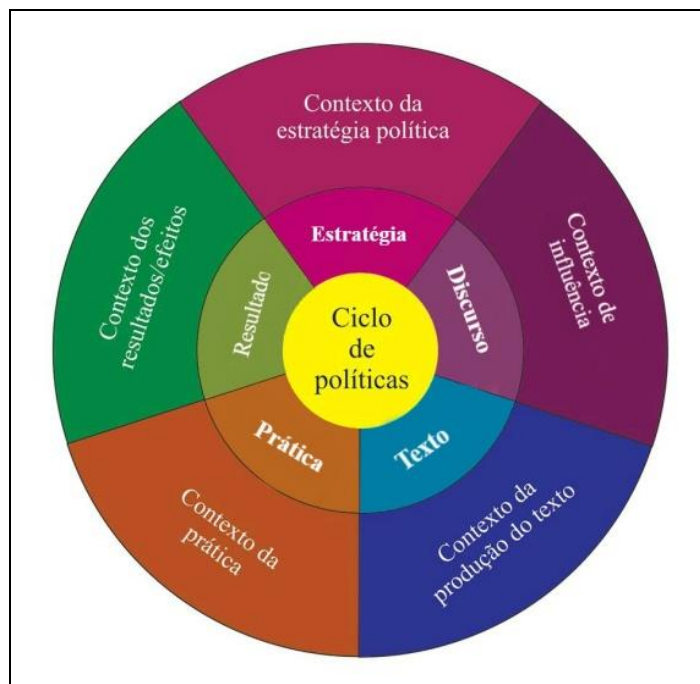 Contexto da
estratégia política
Contexto de
influência
Contexto da
produção do texto
Contexto da
prática
Contexto dos
resultados/efeitos
Estratégia
Discurso
Texto
Prática
Resultado
Ciclo
de
políticas